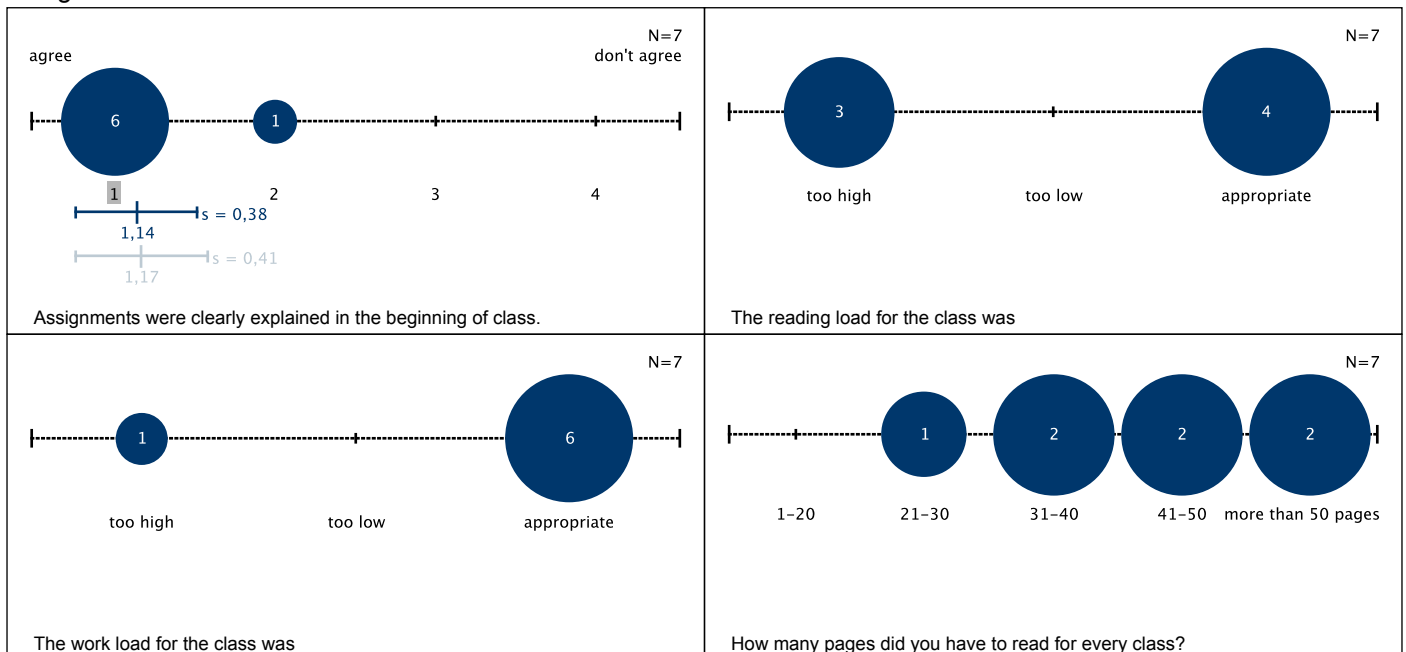 N=7
agree don't agree
6 1
1 2 3 4
s = 0,38
1,14
s = 0,41
1,17
Assignments were clearly explained in the beginning of class.
N=7
3 4
too high too low appropriate
The reading load for the class was
N=7
1 6
too high too low appropriate
The work load for the class was
N=7
1 2 2 2
1-20 21-30 31-40 41-50 more than 50 pages
How many pages did you have to read for every class?